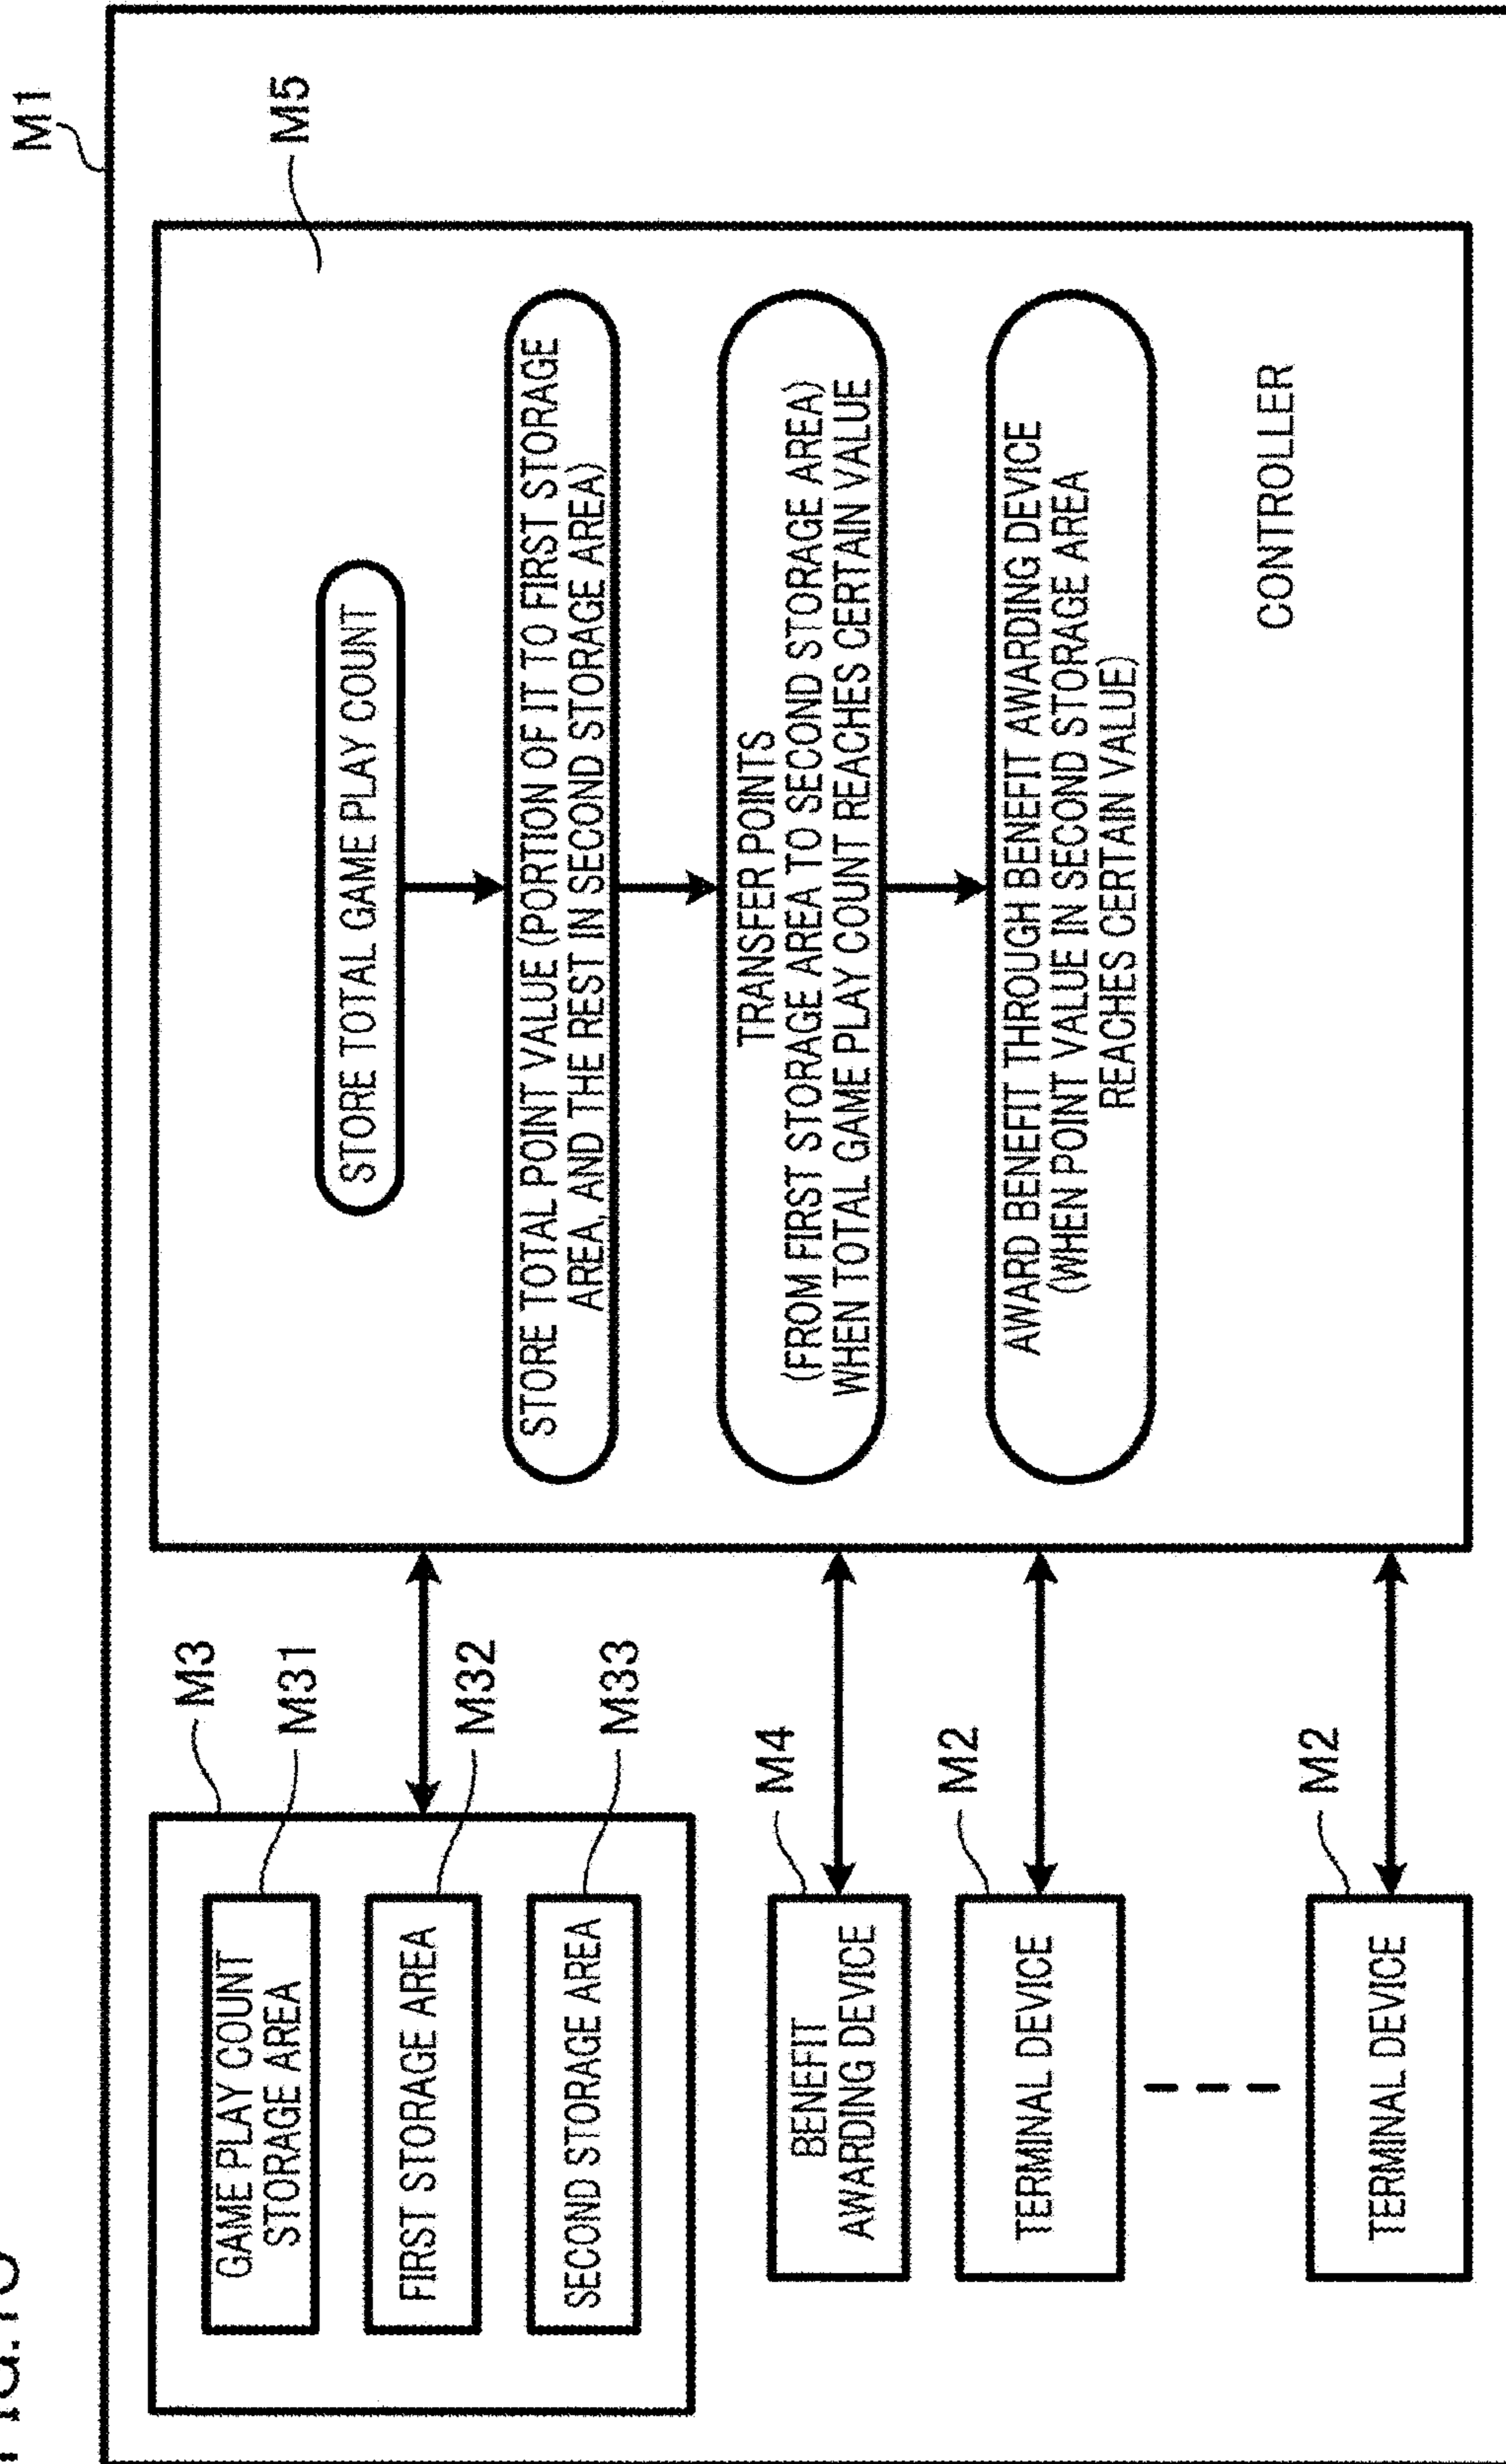 M1
M3
M31
M32
M33
GAME PLAY COUNT
STORAGE AREA
FIRST STORAGE AREA
SECOND STORAGE AREA
M4
BENEFIT
AWARDING DEVICE
M2
TERMINAL DEVICE
M2
TERMINAL DEVICE
M5
STORE TOTAL GAME PLAY COUNT
STORE TOTAL POINT VALUE (PORTION OF IT TO FIRST STORAGE
AREA, AND THE REST IN SECOND STORAGE AREA)
TRANSFER POINTS
(FROM FIRST STORAGE AREA TO SECOND STORAGE AREA)
WHEN TOTAL GAME PLAY COUNT REACHES CERTAIN VALUE
AWARD BENEFIT THROUGH BENEFIT AWARDING DEVICE
(WHEN POINT VALUE IN SECOND STORAGE AREA
REACHES CERTAIN VALUE)
CONTROLLER